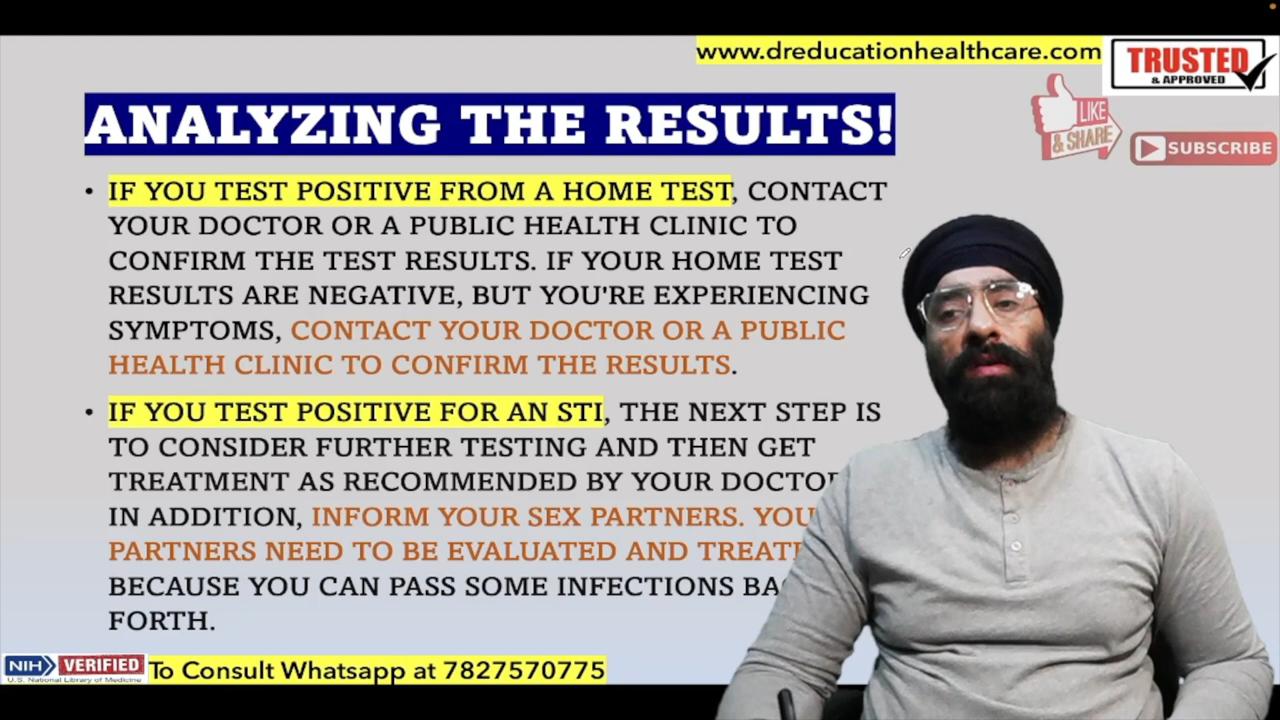 www.dreducationhealthcare.com
TRUSTED
& APPROVED
LIKE
& SHARE
SUBSCRIBE
ANALYZING THE RESULTS!
• IF YOU TEST POSITIVE FROM A HOME TEST, CONTACT
YOUR DOCTOR OR A PUBLIC HEALTH CLINIC TO
CONFIRM THE TEST RESULTS. IF YOUR HOME TEST
RESULTS ARE NEGATIVE, BUT YOU'RE EXPERIENCING
SYMPTOMS, CONTACT YOUR DOCTOR OR A PUBLIC
HEALTH CLINIC TO CONFIRM THE RESULTS.
• IF YOU TEST POSITIVE FOR AN STI, THE NEXT STEP IS
TO CONSIDER FURTHER TESTING AND THEN GET
TREATMENT AS RECOMMENDED BY YOUR
IN ADDITION, INFORM YOUR SEX PARTNERS.
PARTNERS NEED TO BE EVALUATED AND
BECAUSE YOU CAN PASS SOME INFECTIONS
FORTH.
NIH VERIFIED
U.S. National Library of Medicine
To Consult Whatsapp at 7827570775